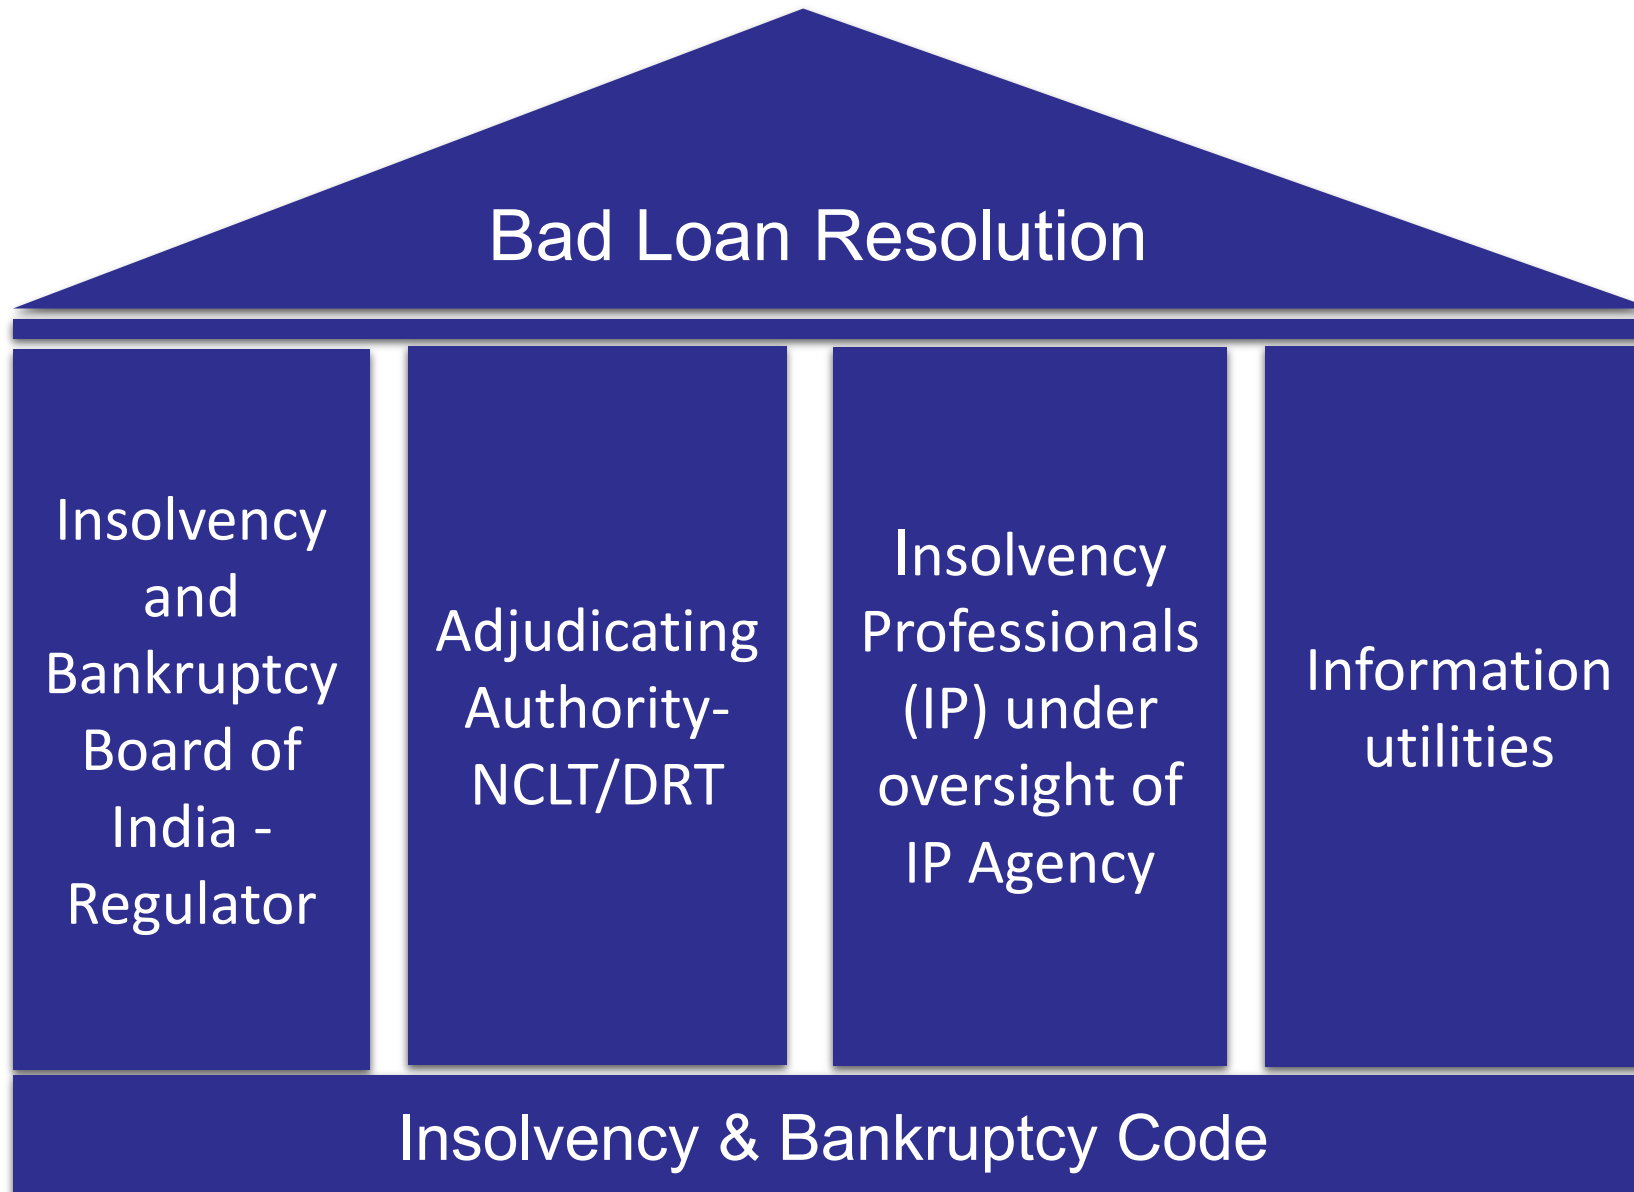 Bad Loan Resolution
Insolvency
and
Bankruptcy
Board of
India -
Regulator
Adjudicating
Authority-
NCLT/DRT
Insolvency
Professionals
(IP) under
oversight of
IP Agency
Information
utilities
Insolvency & Bankruptcy Code